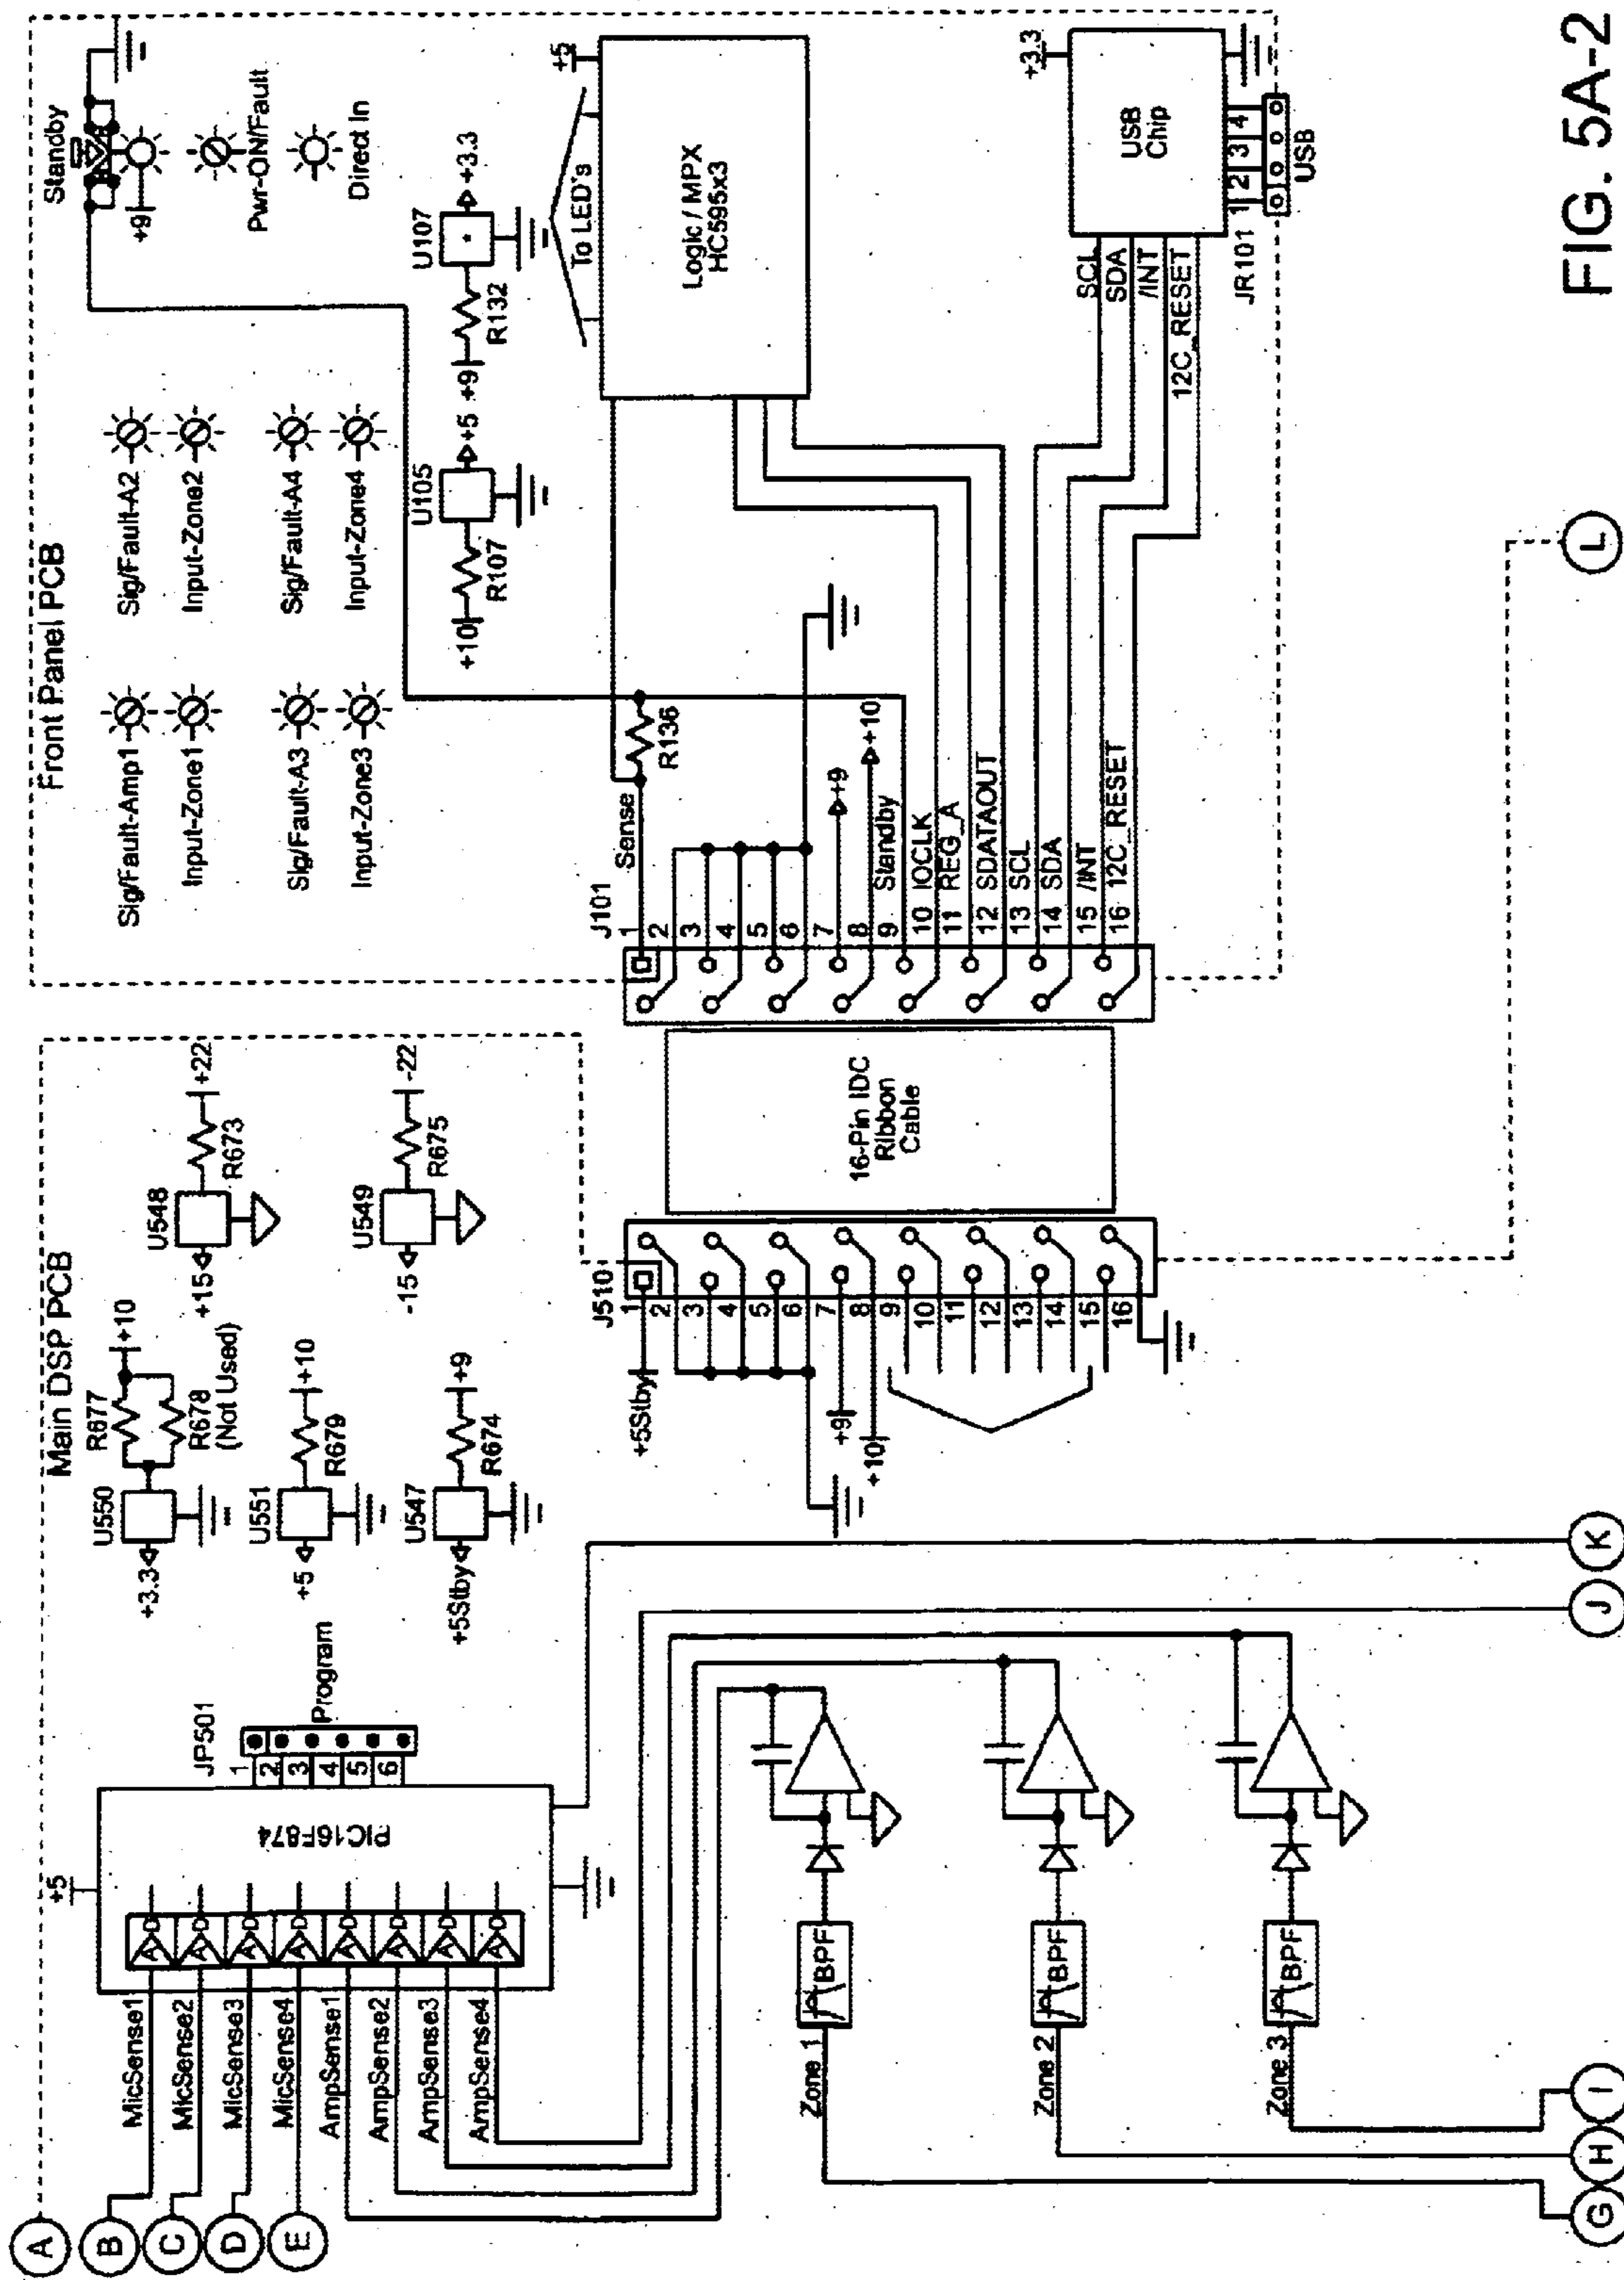 FIG. 5A-2
Main DSP PCB
Front Panel PCB
A
B
C
D
E
MicSense1
MicSense2
MicSense3
MicSense4
AmpSense1
AmpSense2
AmpSense3
AmpSense4
A D
A D
A D
A D
A D
A D
A D
A D
+5
PIC16F874
JP501
1
2
3
4
5
6
Program
+3.3
U550
R677
R678
(Not Used)
+10
+5
U551
R679
+10
+5Stby
U547
R674
+9
+15
U548
R673
+22
-15
U549
R675
-22
Zone 1
BPF
Zone 2
BPF
Zone 3
BPF
G
H
I
J
K
L
J510
1
2
3
4
5
6
7
8
9
10
11
12
13
14
15
16
+5Stby
+9
+10
16-Pin IDC
Ribbon
Cable
J101
1
2
3
4
5
6
7
8
9
10
11
12
13
14
15
16
Sense
R136
+9
+10
Standby
IOCLK
REG_A
SDATAOUT
SCL
SDA
/INT
12C_RESET
Sig/Fault-Amp1
Sig/Fault-A2
Input-Zone1
Input-Zone2
Sig/Fault-A3
Sig/Fault-A4
Input-Zone3
Input-Zone4
Standby
+9
Pwr-ON/Fault
Direct In
+10
R107
U105
+5
+9
R132
U107
*
+3.3
To LED's
+5
Logic / MPX
HC595x3
SCL
SDA
/INT
12C_RESET
+3.3
USB
Chip
JR101
1
2
3
4
USB